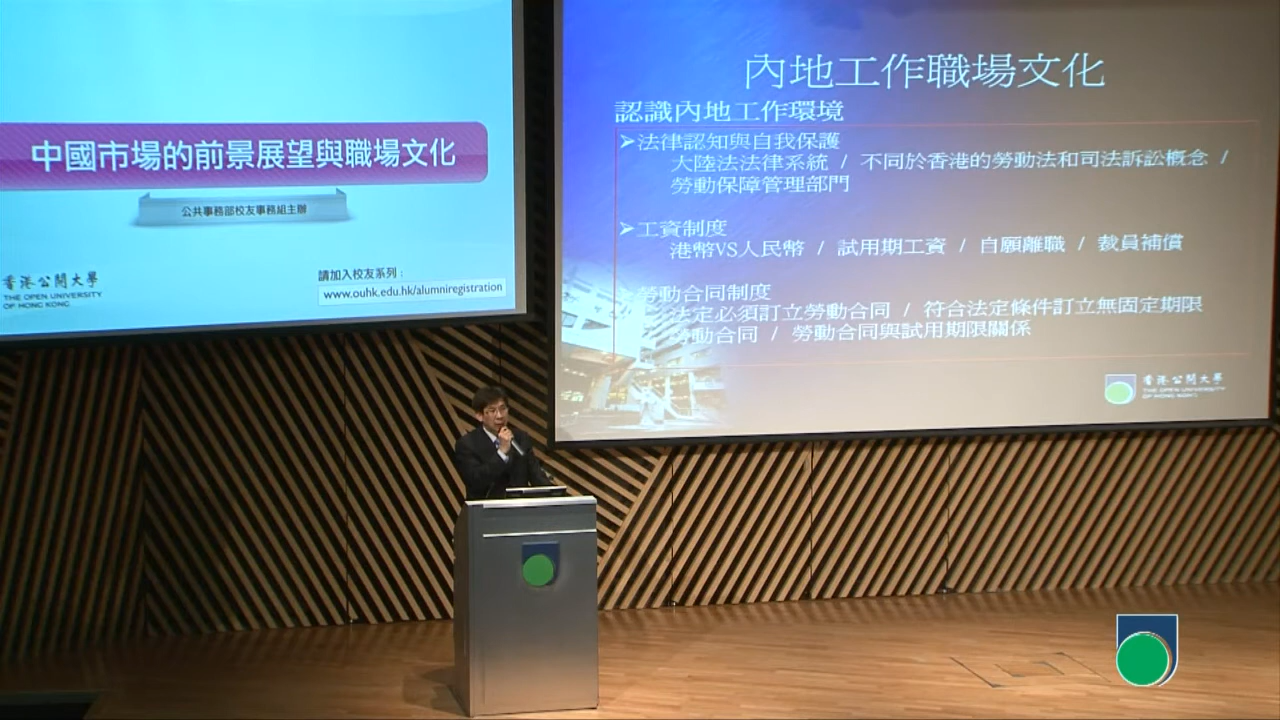 中國市場的前景展望與職場文化
公共事務部校友事務組主辦
香港公開大學
THE OPEN UNIVERSITY
OF HONG KONG
請加入校友系列：
www.ouhk.edu.hk/alumniregistration
內地工作職場文化
認識內地工作環境
➢法律認知與自我保護
大陸法法律系統 / 不同於香港的勞動法和司法訴訟概念 /
勞動保障管理部門
➢工資制度
港幣VS人民幣 / 試用期工資 / 自願離職 / 裁員補償
勞動合同制度
法定必須訂立勞動合同 / 符合法定條件訂立無固定期限
勞動合同 / 勞動合同與試用期限關係
香港公開大學
THE OPEN UNIVERSITY
OF HONG KONG